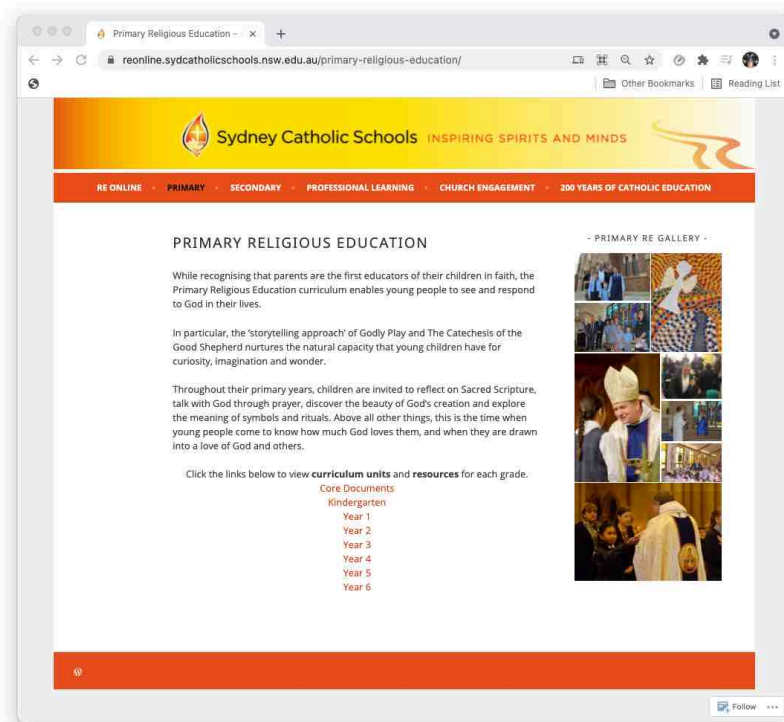 Primary Religious Education –
reonline.sydcatholicschools.nsw.edu.au/primary-religious-education/
Other Bookmarks
Reading List
Sydney Catholic Schools INSPIRING SPIRITS AND MINDS
RE ONLINE PRIMARY SECONDARY PROFESSIONAL LEARNING CHURCH ENGAGEMENT 200 YEARS OF CATHOLIC EDUCATION
PRIMARY RELIGIOUS EDUCATION
While recognising that parents are the first educators of their children in faith, the
Primary Religious Education curriculum enables young people to see and respond
to God in their lives.
In particular, the 'storytelling approach' of Godly Play and The Catechesis of the
Good Shepherd nurtures the natural capacity that young children have for
curiosity, imagination and wonder.
Throughout their primary years, children are invited to reflect on Sacred Scripture,
talk with God through prayer, discover the beauty of God's creation and explore
the meaning of symbols and rituals. Above all other things, this is the time when
young people come to know how much God loves them, and when they are drawn
into a love of God and others.
Click the links below to view curriculum units and resources for each grade.
Core Documents
Kindergarten
Year 1
Year 2
Year 3
Year 4
Year 5
Year 6
- PRIMARY RE GALLERY -
Follow